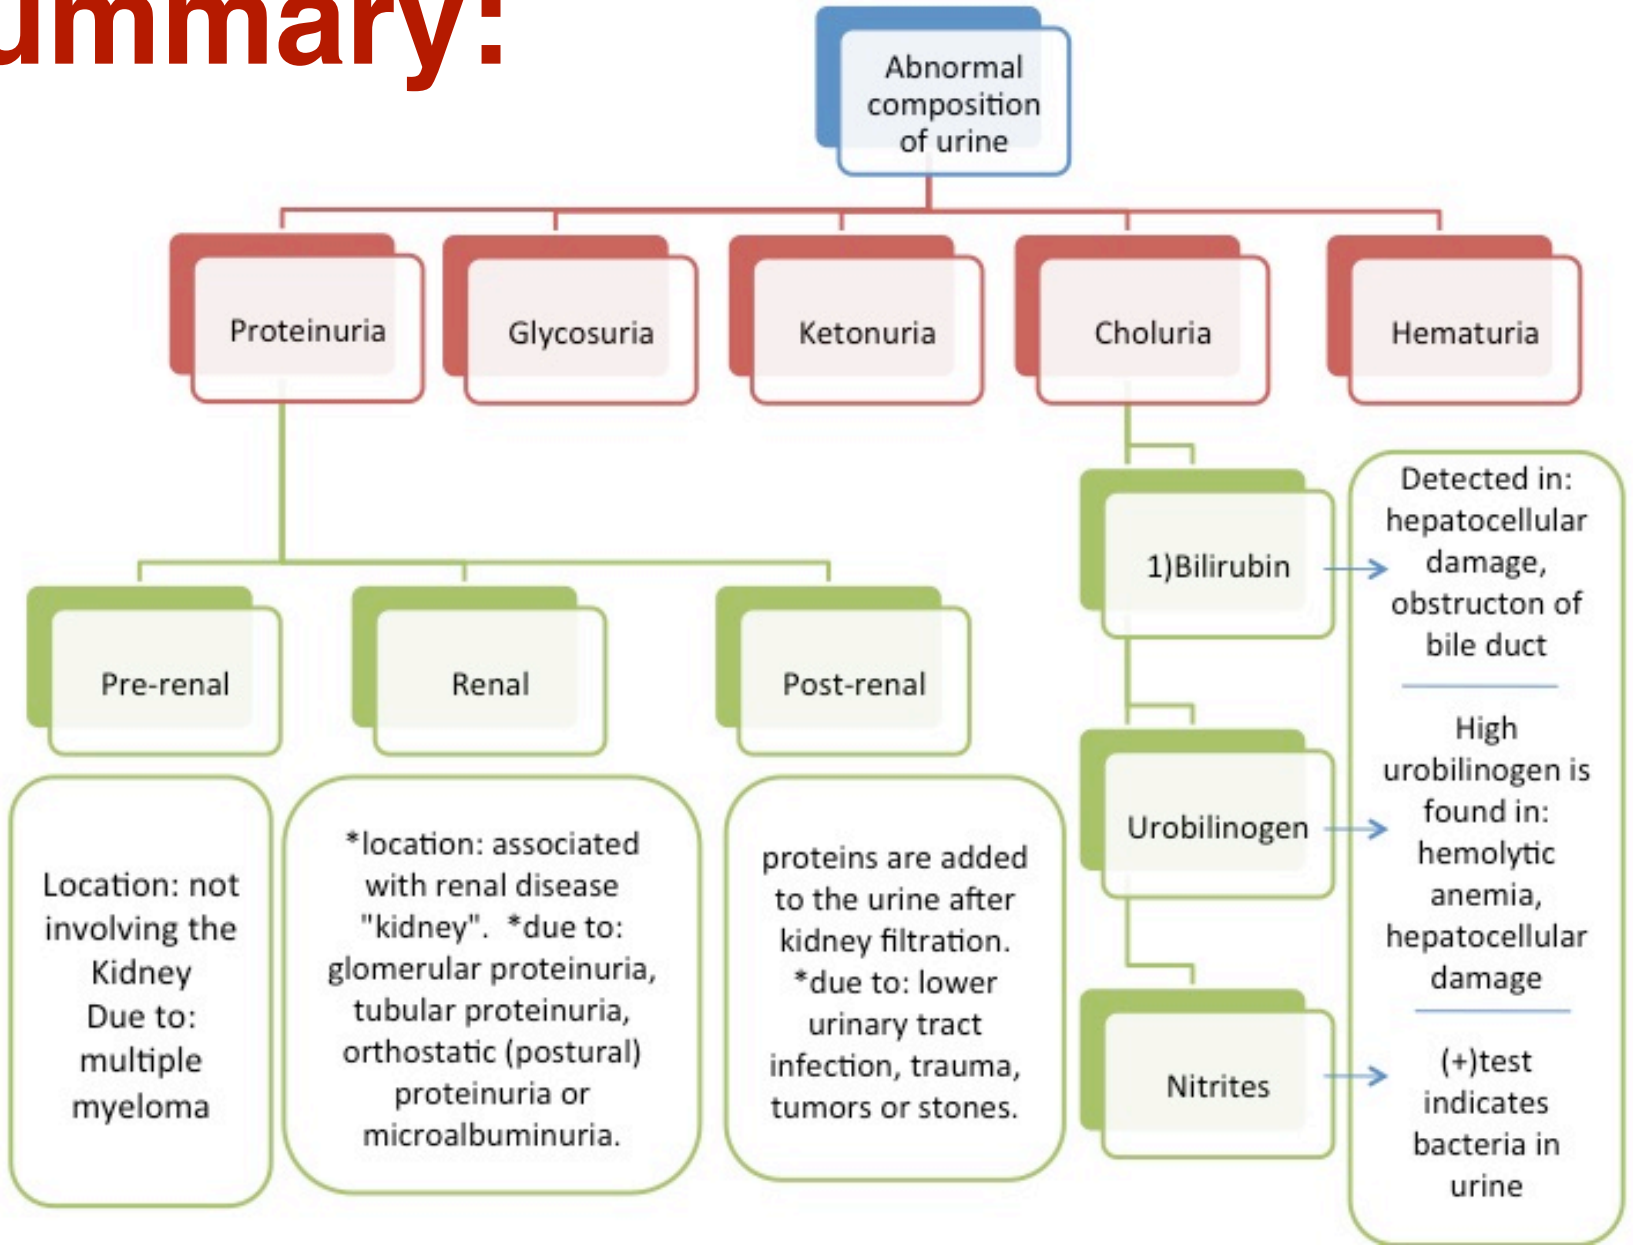 ummary:
Abnormal
composition
of urine
Proteinuria
Glycosuria
Ketonuria
Choluria
Hematuria
Pre-renal
Renal
Post-renal
Location: not
involving the
Kidney
Due to:
multiple
myeloma
*location: associated
with renal disease
"kidney". *due to:
glomerular proteinuria,
tubular proteinuria,
orthostatic (postural)
proteinuria or
microalbuminuria.
proteins are added
to the urine after
kidney filtration.
*due to: lower
urinary tract
infection, trauma,
tumors or stones.
1)Bilirubin
Detected in:
hepatocellular
damage,
obstructon of
bile duct
Urobilinogen
High
urobilinogen is
found in:
hemolytic
anemia,
hepatocellular
damage
Nitrites
(+)test
indicates
bacteria in
urine